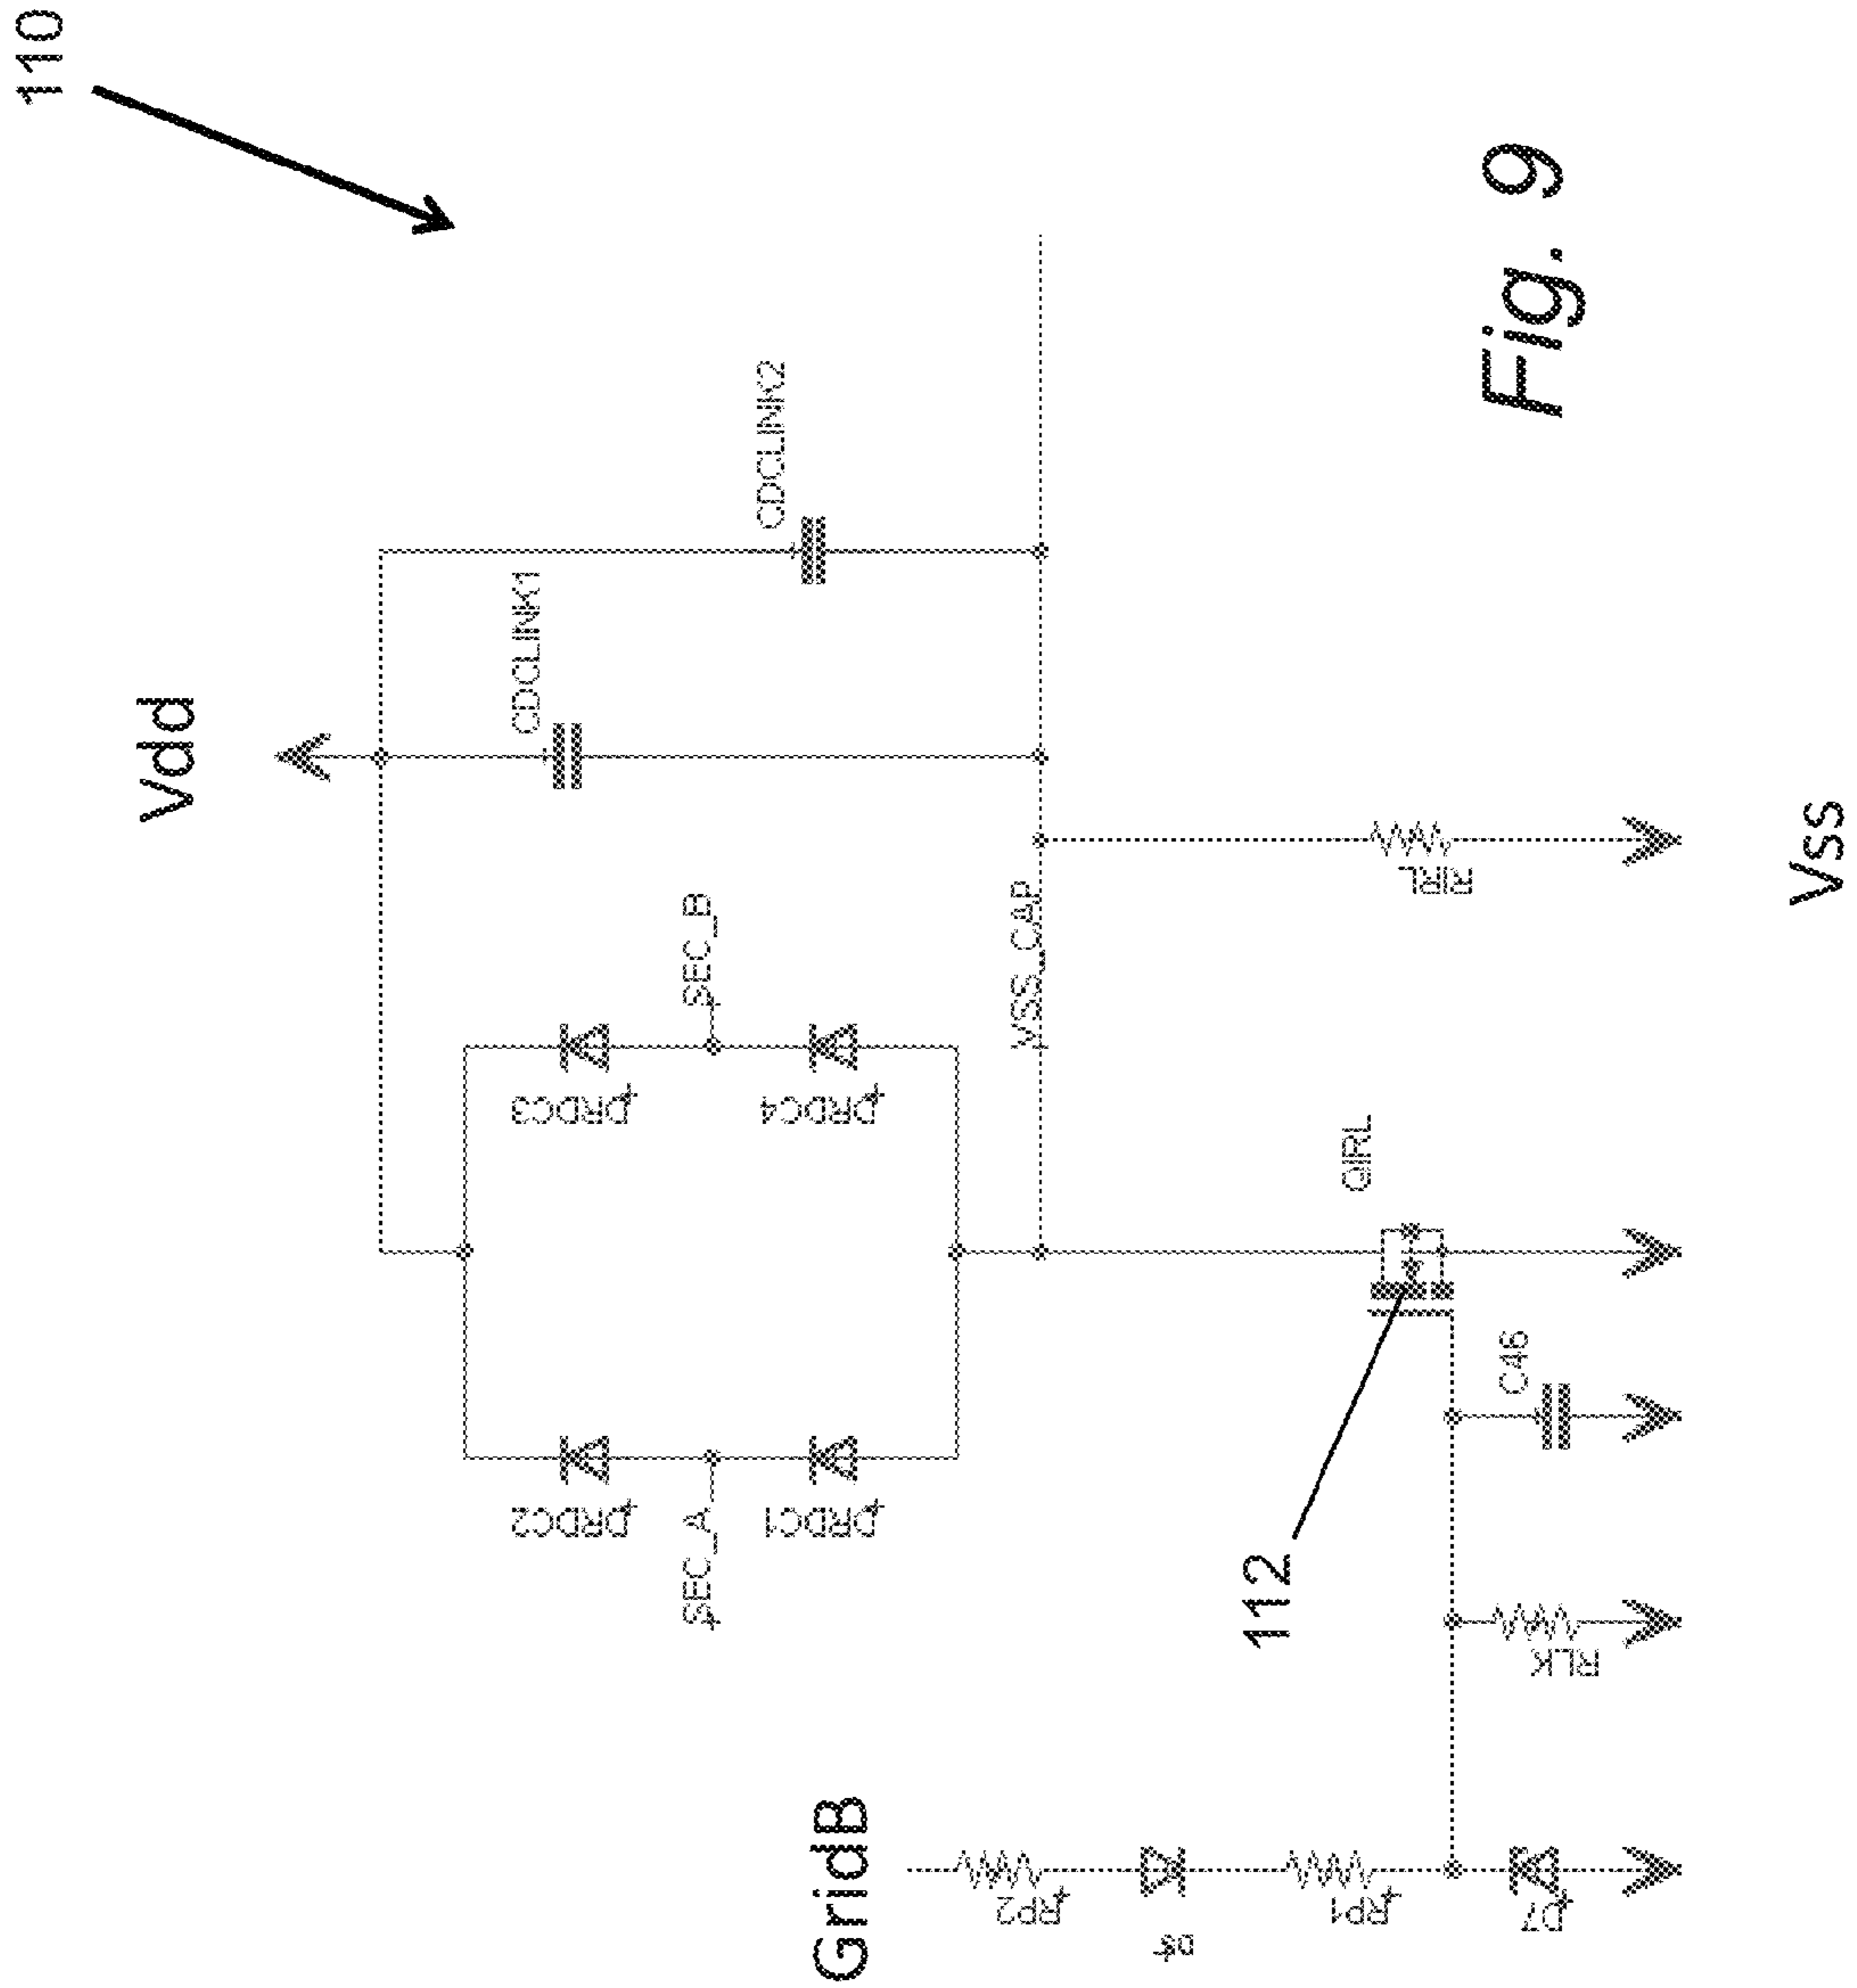 110
Vdd
CDCLINK1
CDCLINK2
DRDC2
DRDC3
SEC_A
SEC_B
DRDC1
DRDC4
VSS_CAP
GridB
RP2
RP1
D7
RLK
C46
112
QIRL
RIRL
Vss
Fig. 9